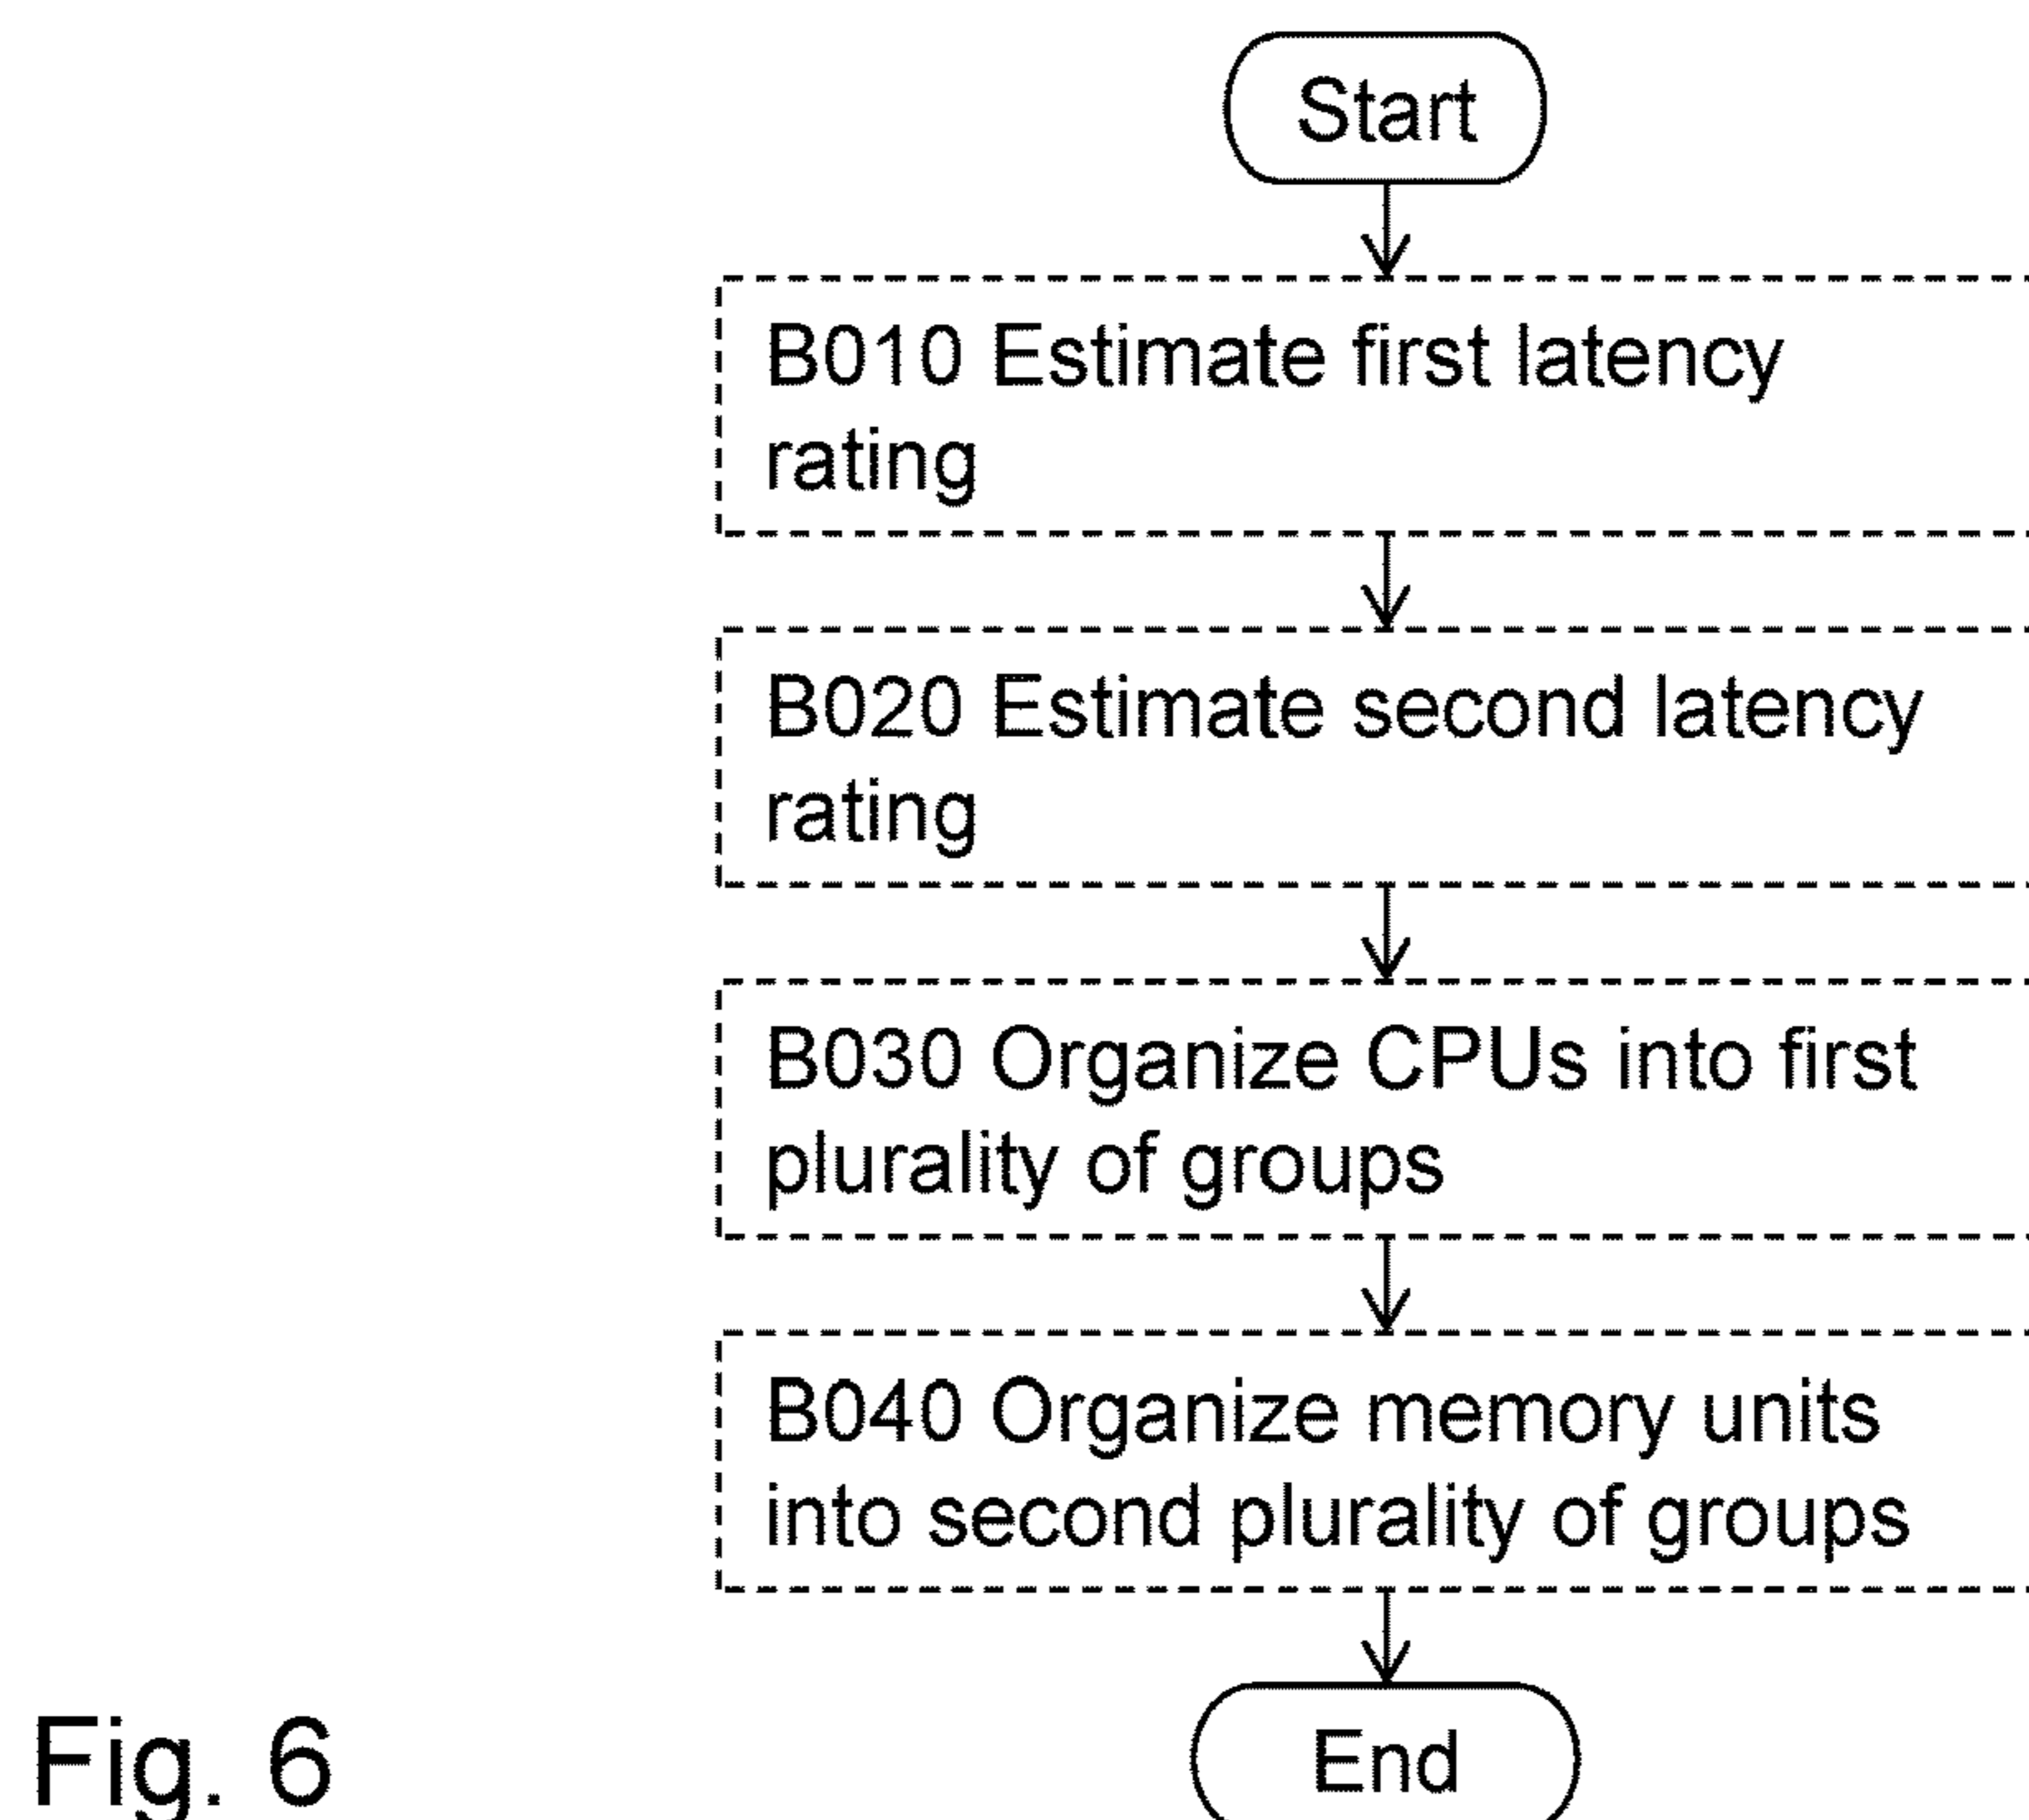 Start
B010 Estimate first latency
rating
B020 Estimate second latency
rating
B030 Organize CPUs into first
plurality of groups
B040 Organize memory units
into second plurality of groups
End
Fig. 6